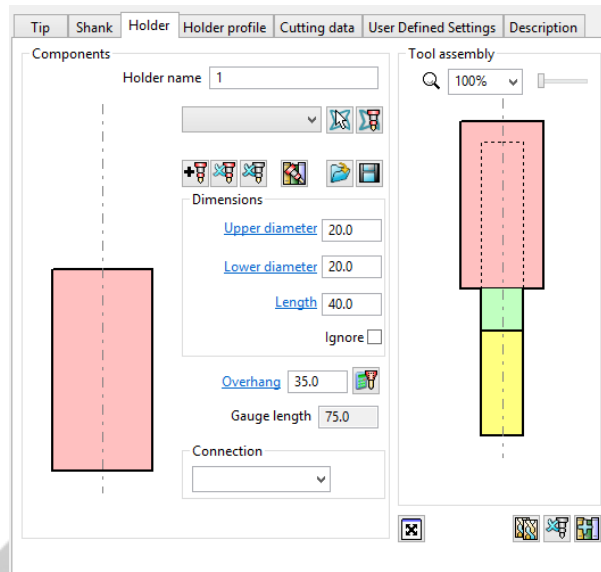 Tip Shank Holder Holder profile Cutting data User Defined Settings Description
Components
Holder name 1
Dimensions
Upper diameter 20.0
Lower diameter 20.0
Length 40.0
Ignore
Overhang 35.0
Gauge length 75.0
Connection
Tool assembly
100%